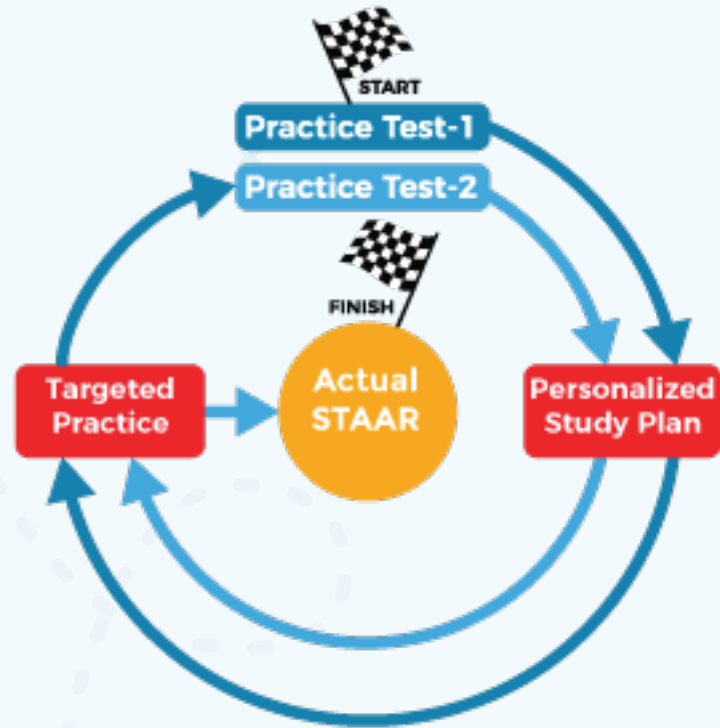 START
Practice Test-1
Practice Test-2
FINISH
Actual
STAAR
Targeted
Practice
Personalized
Study Plan